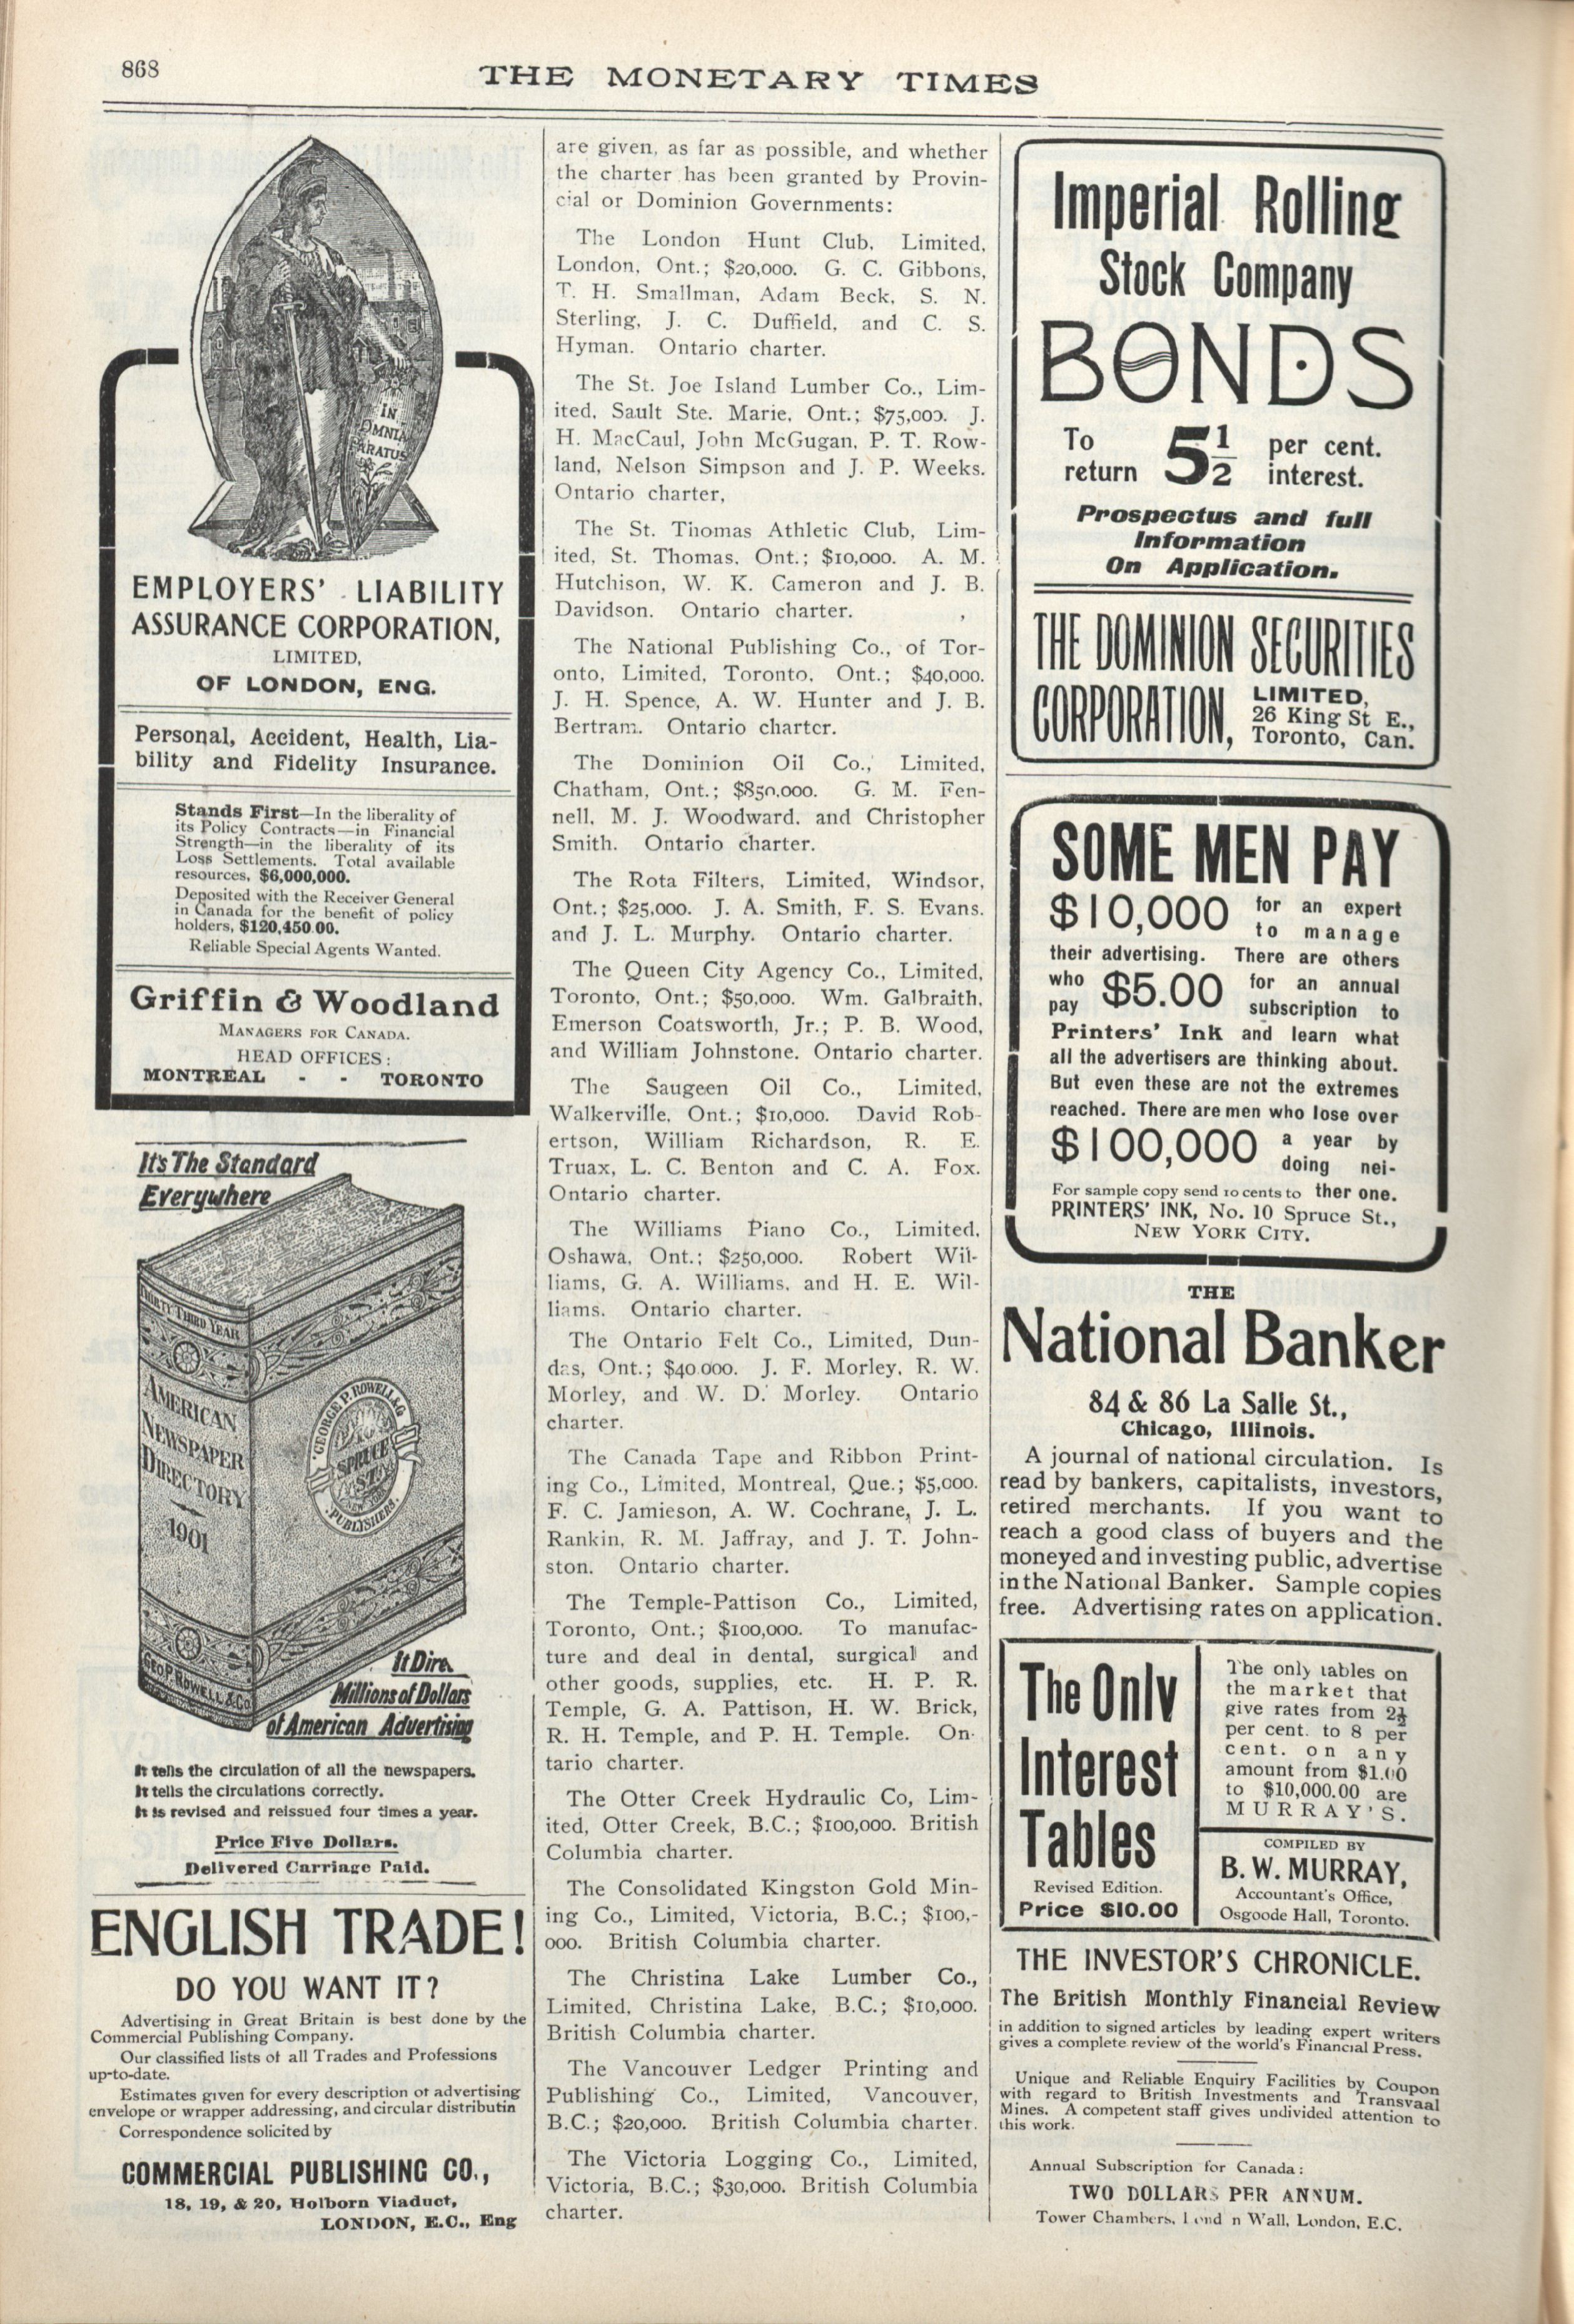 868
THE MONETARY TIMES
IN
OMNIA
PARATUS
EMPLOYERS' LIABILITY
ASSURANCE CORPORATION,
LIMITED,
OF LONDON, ENG.
Personal, Accident, Health, Lia-
bility and Fidelity Insurance.
Stands First—In the liberality of
its Policy Contracts—in Financial
Strength—in the liberality of its
Loss Settlements. Total available
resources, $6,000,000.
Deposited with the Receiver General
in Canada for the benefit of policy
holders, $120,450 00.
Reliable Special Agents Wanted.
Griffin & Woodland
MANAGERS FOR CANADA.
HEAD OFFICES:
MONTREAL - - TORONTO
It's The Standard
Everywhere
THIRTY THIRD YEAR
AMERICAN
NEWSPAPER
DIRECTORY
1901
GEO. P. ROWELL & CO
GEORGE P. ROWELL & CO
SPRUCE
ST.
NEW YORK
PUBLISHERS.
It Dire
Millions of Dollars
of American Advertising
It tells the circulation of all the newspapers.
It tells the circulations correctly.
It is revised and reissued four times a year.
Price Five Dollars.
Delivered Carriage Paid.
ENGLISH TRADE!
DO YOU WANT IT?
Advertising in Great Britain is best done by the
Commercial Publishing Company.
Our classified lists of all Trades and Professions
up-to-date.
Estimates given for every description of advertising
envelope or wrapper addressing, and circular distributin
Correspondence solicited by
COMMERCIAL PUBLISHING CO.,
18, 19, & 20, Holborn Viaduct,
LONDON, E.C., Eng
are given, as far as possible, and whether
the charter has been granted by Provin-
cial or Dominion Governments:
The London Hunt Club, Limited,
London, Ont.; $20,000. G. C. Gibbons,
T. H. Smallman, Adam Beck, S. N.
Sterling, J. C. Duffield, and C. S.
Hyman. Ontario charter.
The St. Joe Island Lumber Co., Lim-
ited, Sault Ste. Marie, Ont.; $75,000. J.
H. MacCaul, John McGugan, P. T. Row-
land, Nelson Simpson and J. P. Weeks.
Ontario charter,
The St. Thomas Athletic Club, Lim-
ited, St. Thomas, Ont.; $10,000. A. M.
Hutchison, W. K. Cameron and J. B.
Davidson. Ontario charter.
The National Publishing Co., of Tor-
onto, Limited, Toronto, Ont.; $40,000.
J. H. Spence, A. W. Hunter and J. B.
Bertram. Ontario charter.
The Dominion Oil Co., Limited,
Chatham, Ont.; $850,000. G. M. Fen-
nell, M. J. Woodward, and Christopher
Smith. Ontario charter.
The Rota Filters, Limited, Windsor,
Ont.; $25,000. J. A. Smith, F. S. Evans.
and J. L. Murphy. Ontario charter.
The Queen City Agency Co., Limited,
Toronto, Ont.; $50,000. Wm. Galbraith,
Emerson Coatsworth, Jr.; P. B. Wood,
and William Johnstone. Ontario charter.
The Saugeen Oil Co., Limited,
Walkerville, Ont.; $10,000. David Rob-
ertson, William Richardson, R. E.
Truax, L. C. Benton and C. A. Fox.
Ontario charter.
The Williams Piano Co., Limited,
Oshawa, Ont.; $250,000. Robert Wil-
liams, G. A. Williams, and H. E. Wil-
liams. Ontario charter.
The Ontario Felt Co., Limited, Dun-
das, Ont.; $40.000. J. F. Morley, R. W.
Morley, and W. D. Morley. Ontario
charter.
The Canada Tape and Ribbon Print-
ing Co., Limited, Montreal, Que.; $5,000.
F. C. Jamieson, A. W. Cochrane, J. L.
Rankin, R. M. Jaffray, and J. T. John-
ston. Ontario charter.
The Temple-Pattison Co., Limited,
Toronto, Ont.; $100,000. To manufac-
ture and deal in dental, surgical and
other goods, supplies, etc. H. P. R.
Temple, G. A. Pattison, H. W. Brick,
R. H. Temple, and P. H. Temple. On-
tario charter.
The Otter Creek Hydraulic Co, Lim-
ited, Otter Creek, B.C.; $100,000. British
Columbia charter.
The Consolidated Kingston Gold Min-
ing Co., Limited, Victoria, B.C.; $100,-
000. British Columbia charter.
The Christina Lake Lumber Co.,
Limited, Christina Lake, B.C.; $10,000.
British Columbia charter.
The Vancouver Ledger Printing and
Publishing Co., Limited, Vancouver,
B.C.; $20,000. British Columbia charter.
The Victoria Logging Co., Limited,
Victoria, B.C.; $30,000. British Columbia
charter.
Imperial Rolling
Stock Company
BONDS
To return 5½ per cent. interest.
Prospectus and full
Information
On Application.
THE DOMINION SECURITIES
CORPORATION, LIMITED,
26 King St E.,
Toronto, Can.
SOME MEN PAY
$10,000 for an expert to manage
their advertising. There are others
who pay $5.00 for an annual subscription to
Printers' Ink and learn what
all the advertisers are thinking about.
But even these are not the extremes
reached. There are men who lose over
$100,000 a year by doing nei-
For sample copy send 10 cents to ther one.
PRINTERS' INK, No. 10 Spruce St.,
NEW YORK CITY.
THE
National Banker
84 & 86 La Salle St.,
Chicago, Illinois.
A journal of national circulation. Is
read by bankers, capitalists, investors,
retired merchants. If you want to
reach a good class of buyers and the
moneyed and investing public, advertise
in the National Banker. Sample copies
free. Advertising rates on application.
The Only
Interest
Tables
Revised Edition.
Price $10.00
The only tables on
the market that
give rates from 2½
per cent. to 8 per
cent. on any
amount from $1.00
to $10,000.00 are
MURRAY'S.
COMPILED BY
B. W. MURRAY,
Accountant's Office,
Osgoode Hall, Toronto.
THE INVESTOR'S CHRONICLE.
The British Monthly Financial Review
in addition to signed articles by leading expert writers
gives a complete review of the world's Financial Press.
Unique and Reliable Enquiry Facilities by Coupon
with regard to British Investments and Transvaal
Mines. A competent staff gives undivided attention to
this work.
Annual Subscription for Canada:
TWO DOLLARS PER ANNUM.
Tower Chambers, Lond n Wall, London, E.C.